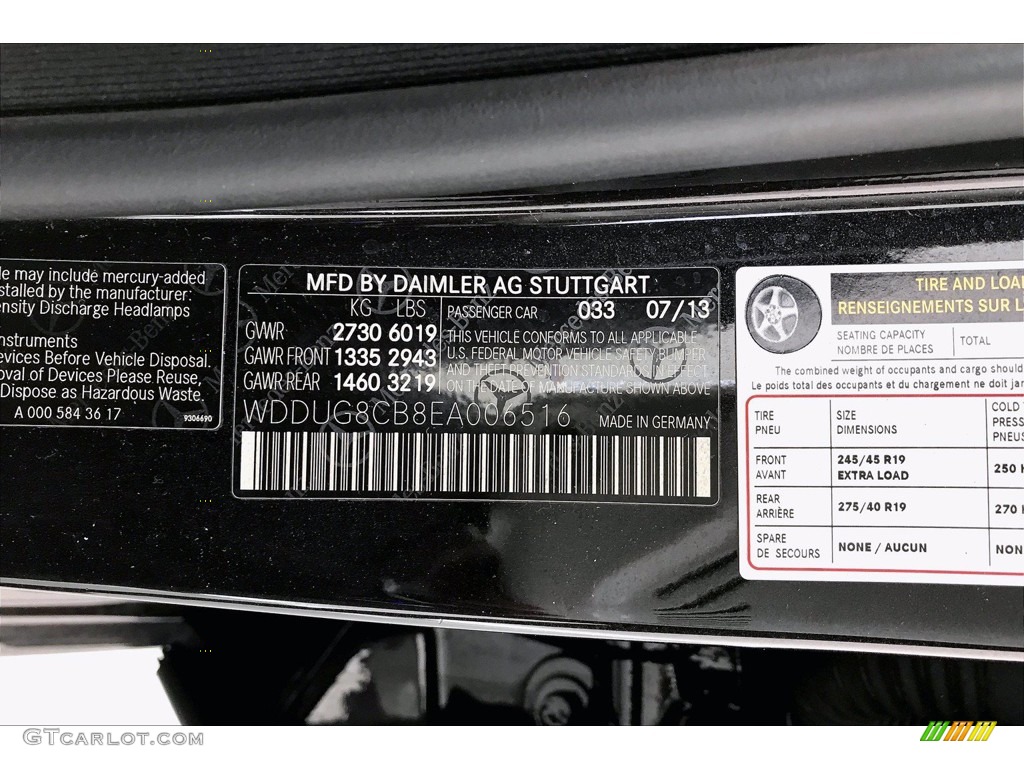 le may include mercury-added
stalled by the manufacturer:
ensity Discharge Headlamps
nstruments
evices Before Vehicle Disposal.
oval of Devices Please Reuse,
Dispose as Hazardous Waste.
A 000 584 36 17
9306690
MFD BY DAIMLER AG STUTTGART
KG LBS
GVWR 2730 6019
GAWR FRONT 1335 2943
GAWR REAR 1460 3219
PASSENGER CAR 033 07/13
THIS VEHICLE CONFORMS TO ALL APPLICABLE
U.S. FEDERAL MOTOR VEHICLE SAFETY BUMPER
AND THEFT PREVENTION STANDARDS IN EFFECT
ON THE DATE OF MANUFACTURE SHOWN ABOVE
WDDUG8CB8EA006516 MADE IN GERMANY
TIRE AND LOA
RENSEIGNEMENTS SUR L
SEATING CAPACITY
NOMBRE DE PLACES
TOTAL
The combined weight of occupants and cargo should
Le poids total des occupants et du chargement ne doit jan
TIRE
PNEU
SIZE
DIMENSIONS
COLD
PRESS
PNEUS
FRONT
AVANT
245/45 R19
EXTRA LOAD
250
REAR
ARRIÈRE
275/40 R19
270
SPARE
DE SECOURS
NONE / AUCUN
NON
GTCARLOT.COM